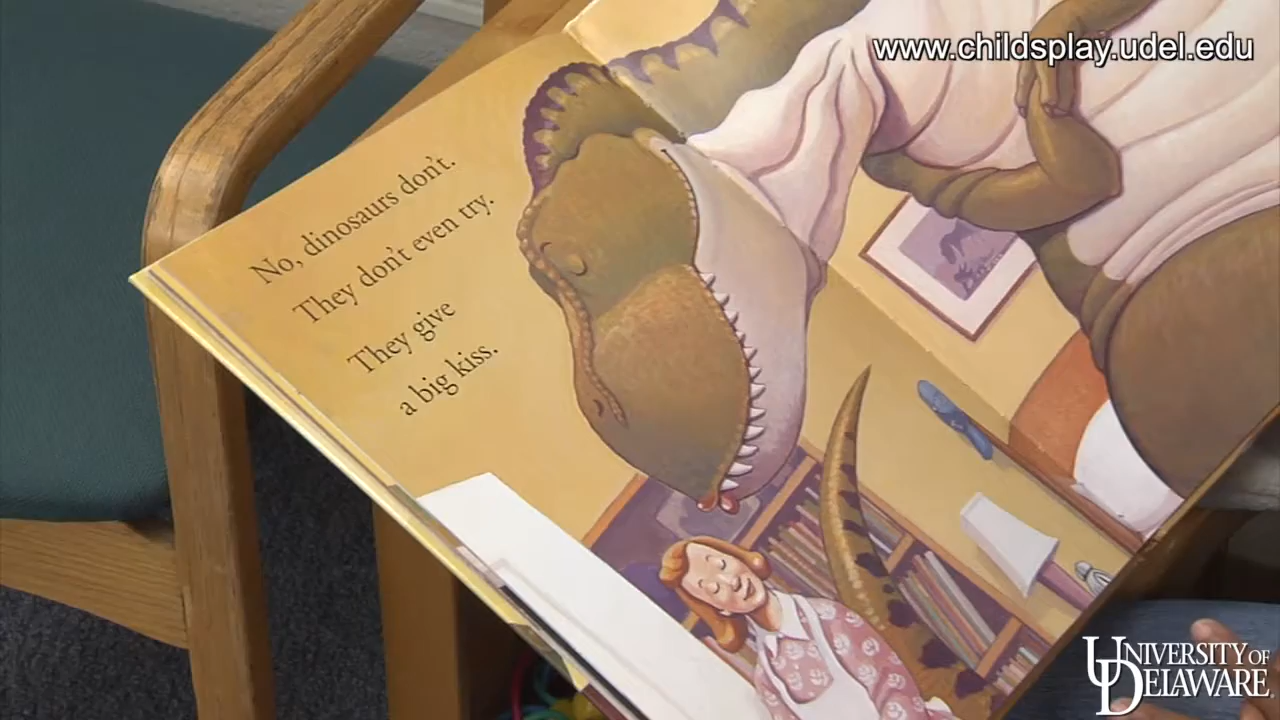 www.childsplay.udel.edu
No, dinosaurs don't.
They don't even try.
They give
a big kiss.
UNIVERSITY OF
DELAWARE